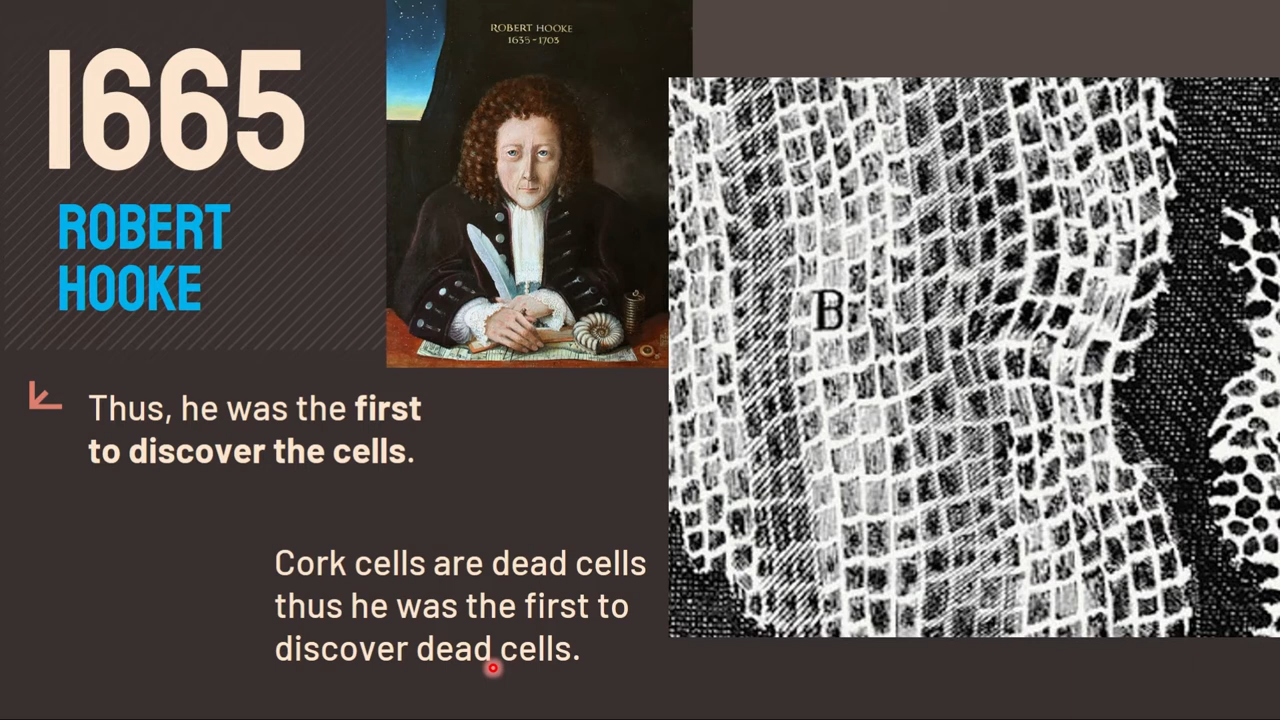 1665
ROBERT
HOOKE
ROBERT HOOKE
1635-1703
B
Thus, he was the first
to discover the cells.
Cork cells are dead cells
thus he was the first to
discover dead cells.